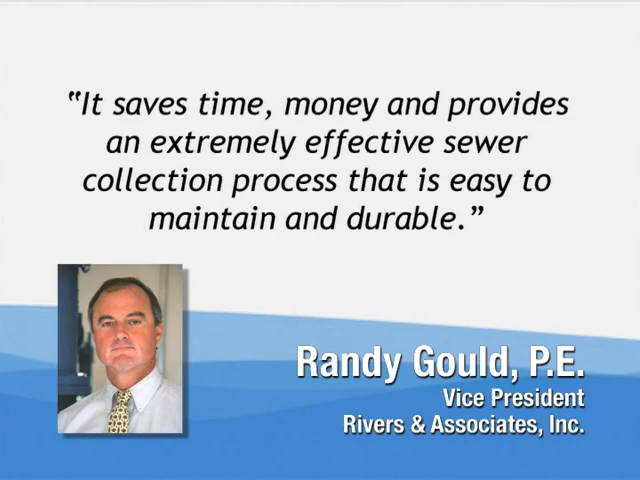 “It saves time, money and provides
an extremely effective sewer
collection process that is easy to
maintain and durable.”
Randy Gould, P.E.
Vice President
Rivers & Associates, Inc.